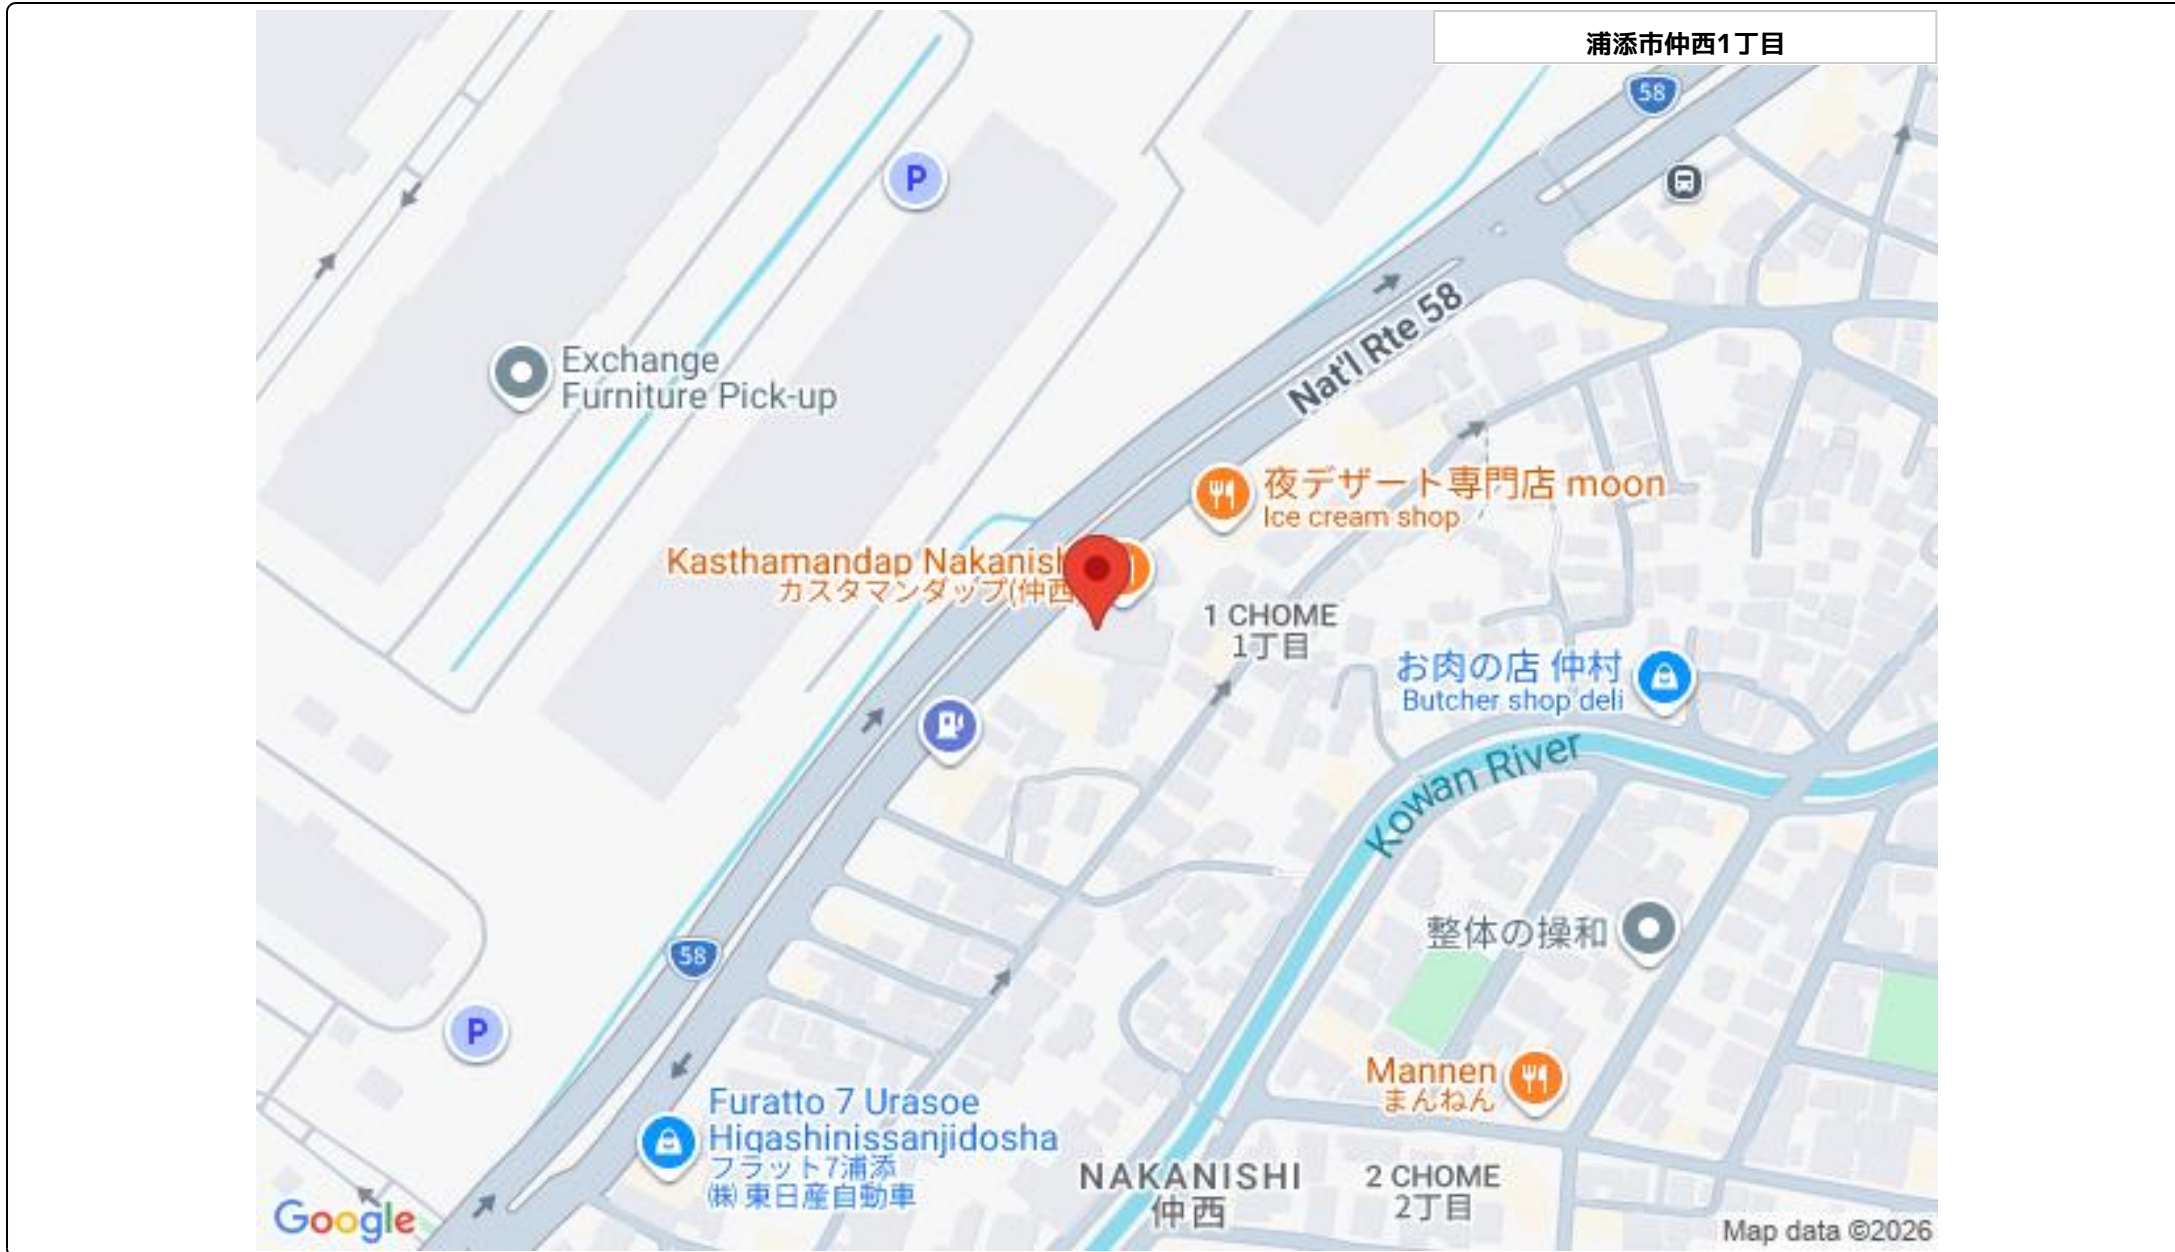 浦添市仲西1丁目
58
P
Exchange
Furniture Pick-up
Nat'l Rte 58
夜デザート専門店 moon
Ice cream shop
Kasthamandap Nakanish
カスタマンダップ(仲西
1 CHOME
1丁目
お肉の店 仲村
Butcher shop deli
Kowan River
整体の操和
58
P
Mannen
まんねん
Furatto 7 Urasoe
Higashinissanjidosha
フラット7浦添
㈱ 東日産自動車
NAKANISHI
仲西
2 CHOME
2丁目
Google
Map data ©2026